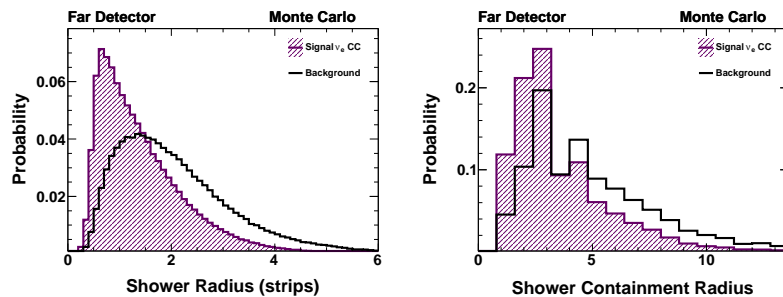 Far Detector Monte Carlo
Signal νe CC
Background
Probability
0.06
0.04
0.02
0 2 4 6
Shower Radius (strips)
Far Detector Monte Carlo
Signal νe CC
Background
Probability
0.2
0.1
0 5 10
Shower Containment Radius